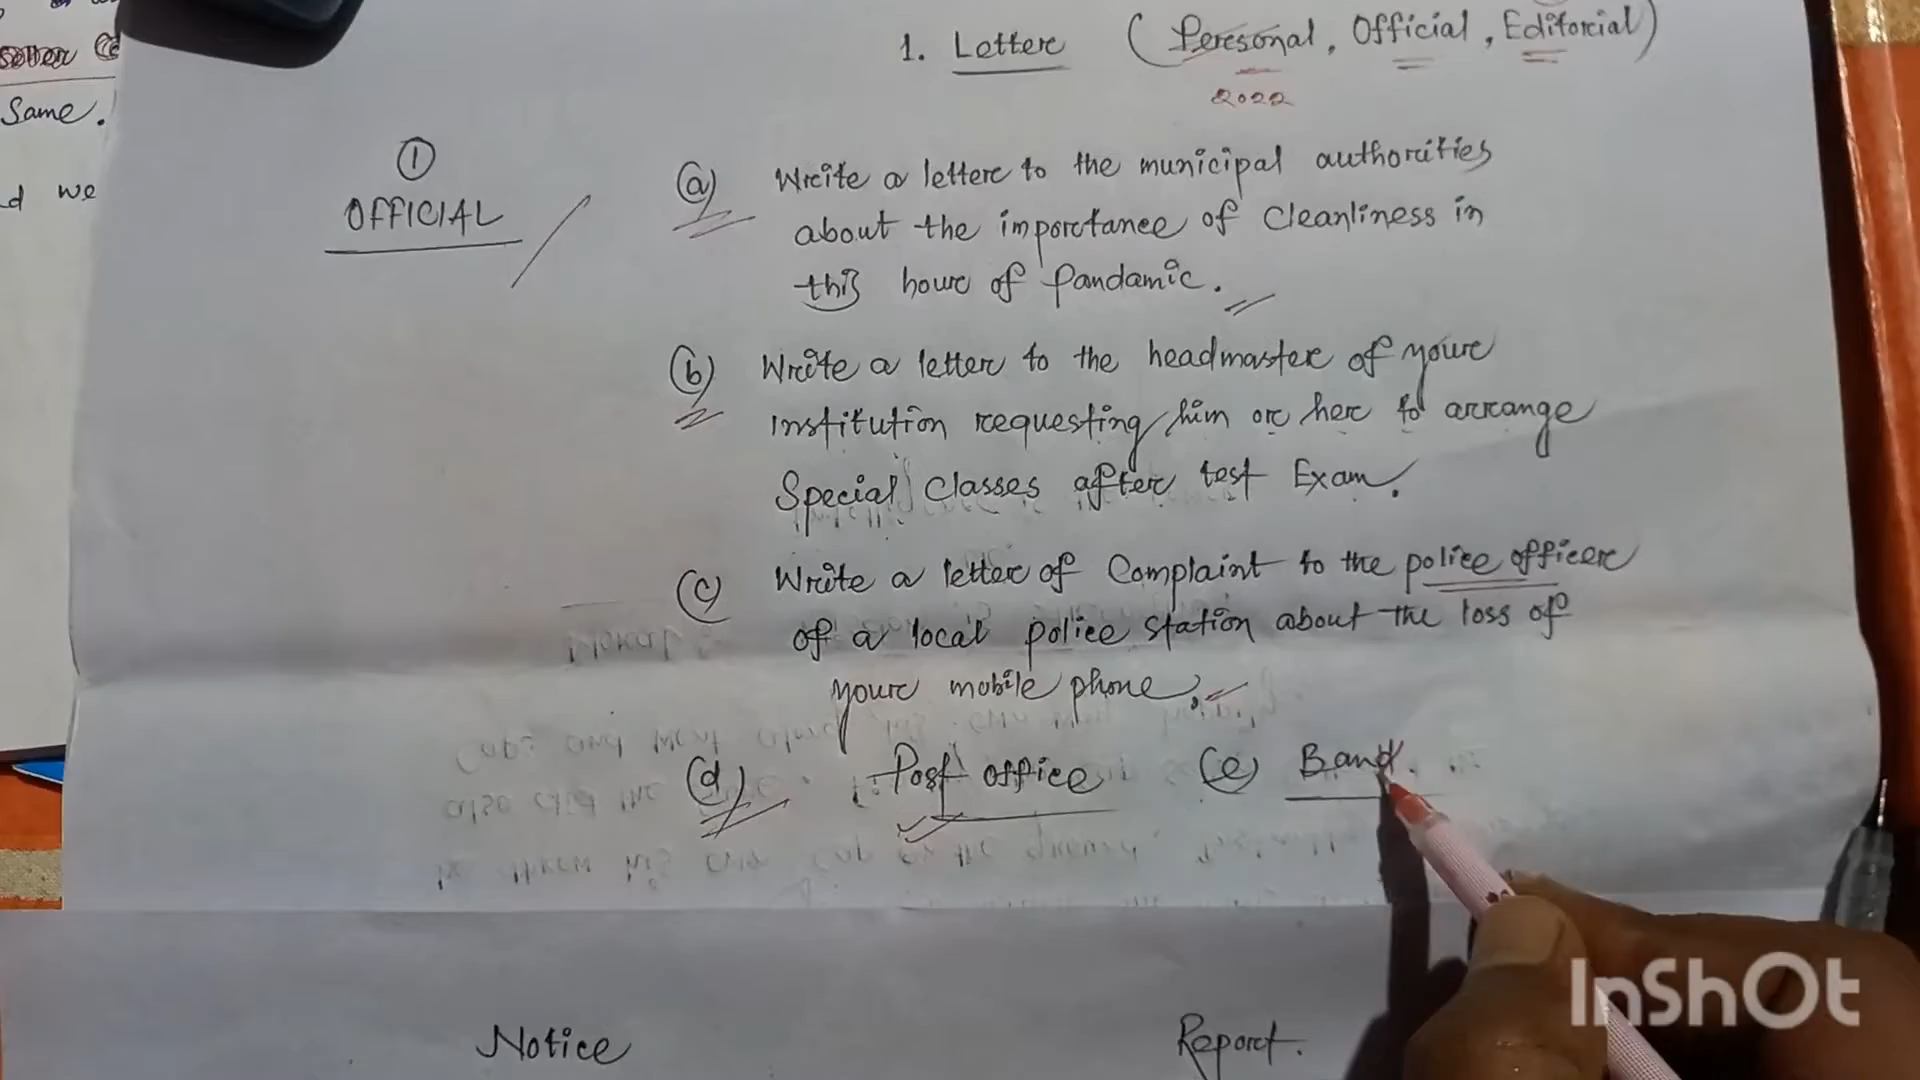 Same.
d we
1. Letter (Personal, Official, Editorial)
2022
①
OFFICIAL
(a) Write a letter to the municipal authorities
about the importance of Cleanliness in
this hour of Pandamic.
(b) Write a letter to the headmaster of your
institution requesting him or her to arrange
Special Classes after test Exam.
(c) Write a letter of Complaint to the police officer
of a local police station about the loss of
your mobile phone.
(d) Post office (e) Band.
Notice Report.
InShOt